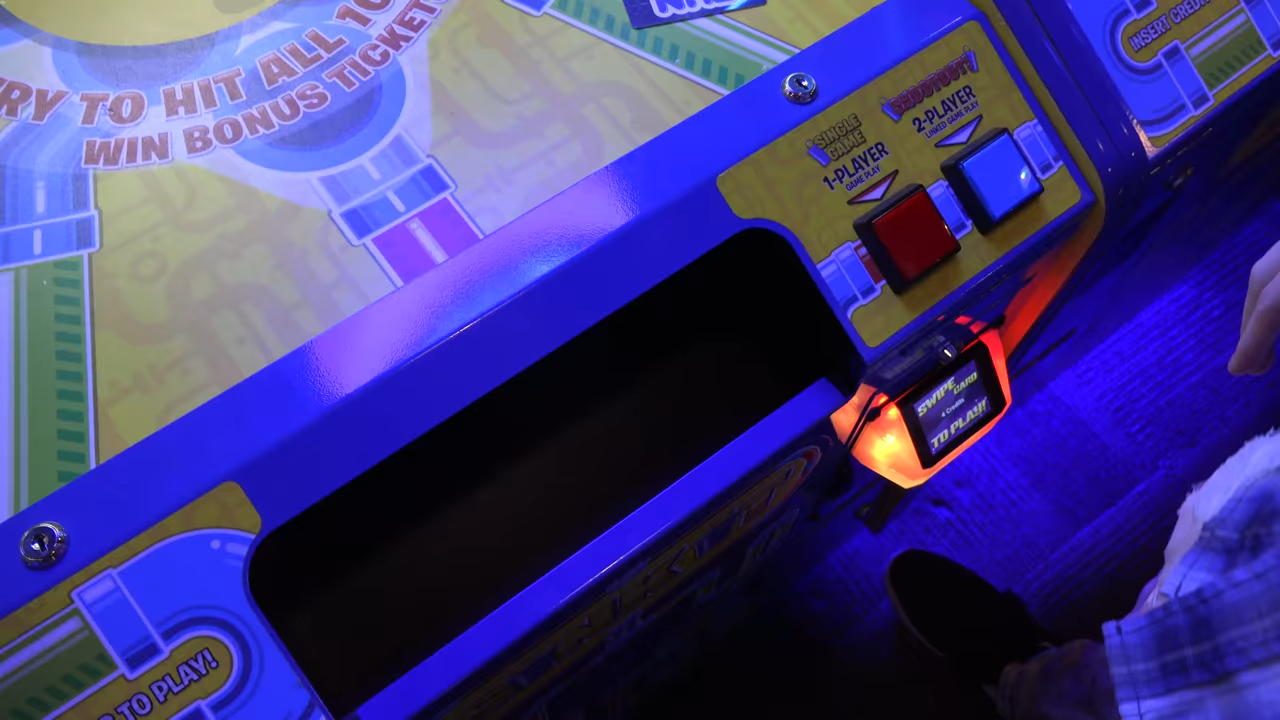 RY TO HIT ALL 10
WIN BONUS TICKET
INSERT CREDI
SHOOTOUT!
2-PLAYER
LINKED GAME PLAY
SINGLE
GAME
1-PLAYER
GAME PLAY
SWIPE CARD
4 Credits
TO PLAY!
TO PLAY!